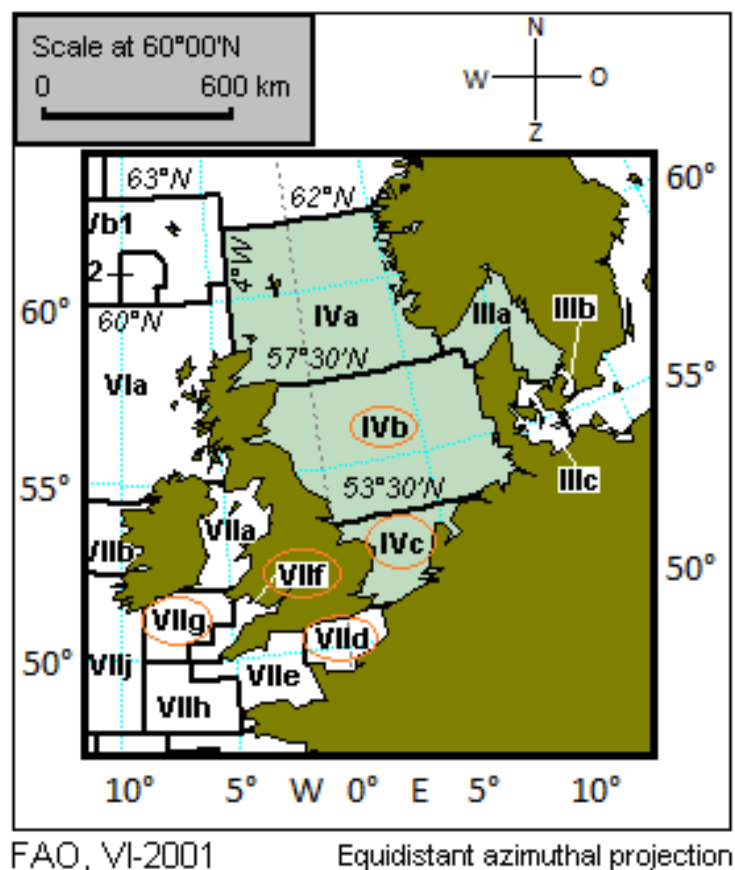 Scale at 60°00'N
0 600 km
N
W O
Z
63°N
62°N
60°
Vb1
4°W
2
60°
60°N
IVa
IIIa
IIIb
57°30'N
VIa
55°
IVb
53°30'N
IIIc
55°
VIIa
IVc
VIIb
VIIf
50°
VIIg
VIId
50°
VIIj
VIIe
VIIh
10° 5° W 0° E 5° 10°
FAO, VI-2001 Equidistant azimuthal projection